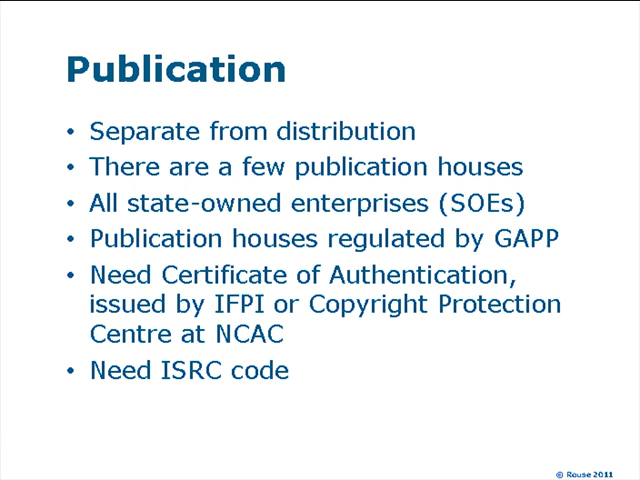 Publication
• Separate from distribution
• There are a few publication houses
• All state-owned enterprises (SOEs)
• Publication houses regulated by GAPP
• Need Certificate of Authentication,
issued by IFPI or Copyright Protection
Centre at NCAC
• Need ISRC code
© Rouse 2011